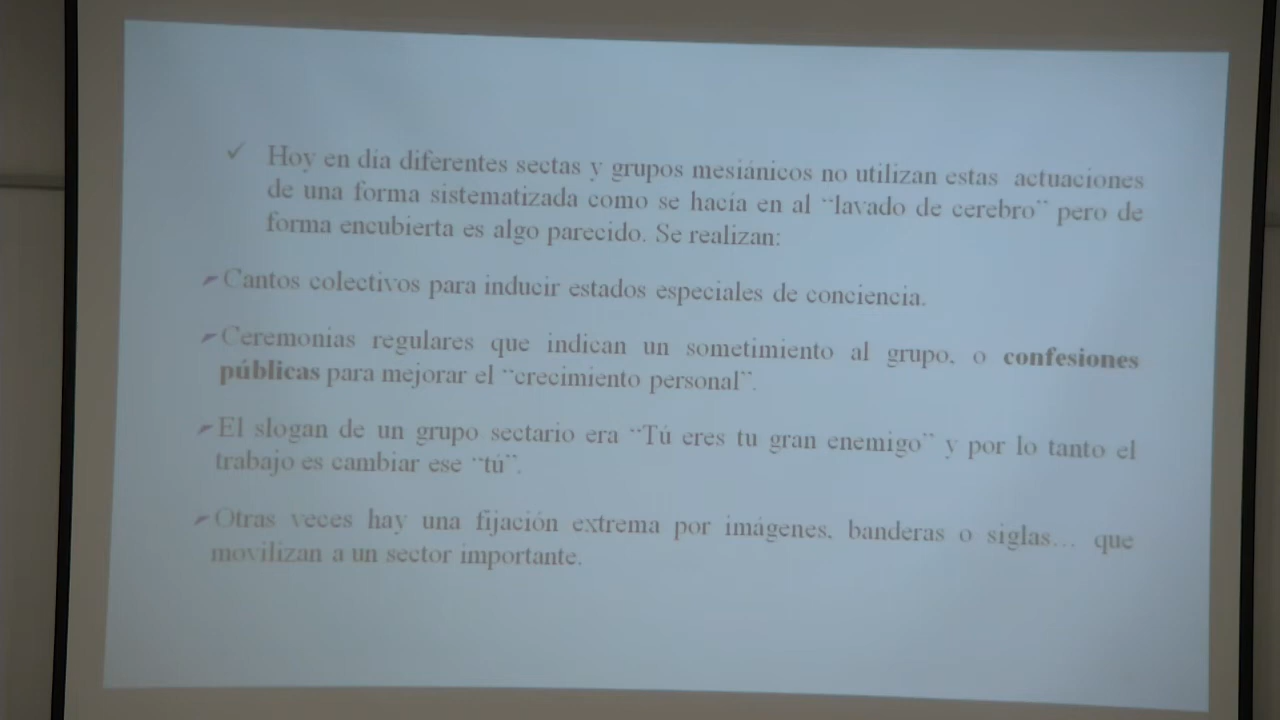 ✓ Hoy en día diferentes sectas y grupos mesiánicos no utilizan estas actuaciones
de una forma sistematizada como se hacía en al “lavado de cerebro” pero de
forma encubierta es algo parecido. Se realizan:
➢Cantos colectivos para inducir estados especiales de conciencia.
➢Ceremonias regulares que indican un sometimiento al grupo, o confesiones
públicas para mejorar el “crecimiento personal”.
➢El slogan de un grupo sectario era “Tú eres tu gran enemigo” y por lo tanto el
trabajo es cambiar ese “tú”.
➢Otras veces hay una fijación extrema por imágenes, banderas o siglas… que
movilizan a un sector importante.